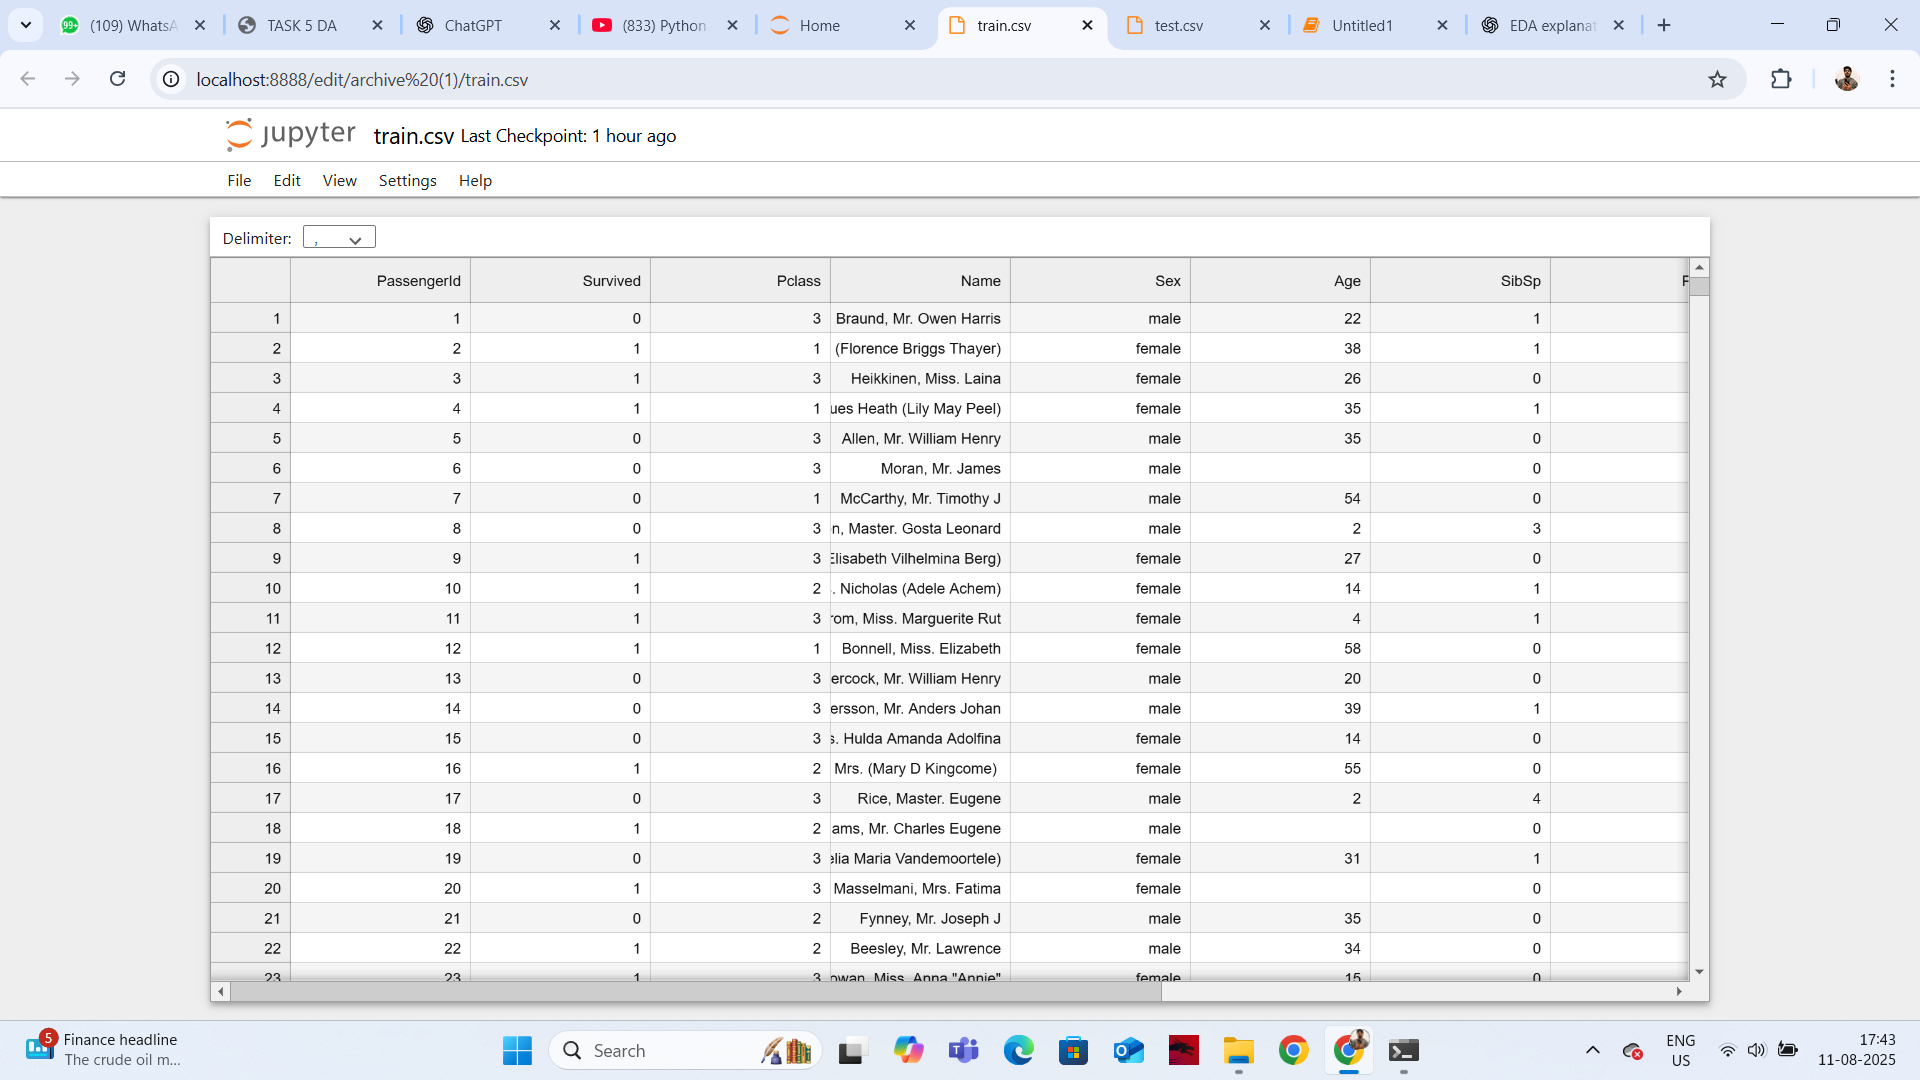 99+ (109) WhatsA
TASK 5 DA
ChatGPT
(833) Python
Home
train.csv
test.csv
Untitled1
EDA explanat
localhost:8888/edit/archive%20(1)/train.csv
jupyter train.csv Last Checkpoint: 1 hour ago
File Edit View Settings Help
Delimiter: ,
PassengerId Survived Pclass Name Sex Age SibSp P
1 1 0 3 Braund, Mr. Owen Harris male 22 1
2 2 1 1 (Florence Briggs Thayer) female 38 1
3 3 1 3 Heikkinen, Miss. Laina female 26 0
4 4 1 1 ues Heath (Lily May Peel) female 35 1
5 5 0 3 Allen, Mr. William Henry male 35 0
6 6 0 3 Moran, Mr. James male 0
7 7 0 1 McCarthy, Mr. Timothy J male 54 0
8 8 0 3 n, Master. Gosta Leonard male 2 3
9 9 1 3 Elisabeth Vilhelmina Berg) female 27 0
10 10 1 2 . Nicholas (Adele Achem) female 14 1
11 11 1 3 rom, Miss. Marguerite Rut female 4 1
12 12 1 1 Bonnell, Miss. Elizabeth female 58 0
13 13 0 3 ercock, Mr. William Henry male 20 0
14 14 0 3 ersson, Mr. Anders Johan male 39 1
15 15 0 3 s. Hulda Amanda Adolfina female 14 0
16 16 1 2 Mrs. (Mary D Kingcome) female 55 0
17 17 0 3 Rice, Master. Eugene male 2 4
18 18 1 2 ams, Mr. Charles Eugene male 0
19 19 0 3 elia Maria Vandemoortele) female 31 1
20 20 1 3 Masselmani, Mrs. Fatima female 0
21 21 0 2 Fynney, Mr. Joseph J male 35 0
22 22 1 2 Beesley, Mr. Lawrence male 34 0
23 23 1 3 owan, Miss. Anna "Annie" female 15 0
5 Finance headline
The crude oil m...
Search
ENG
US
17:43
11-08-2025